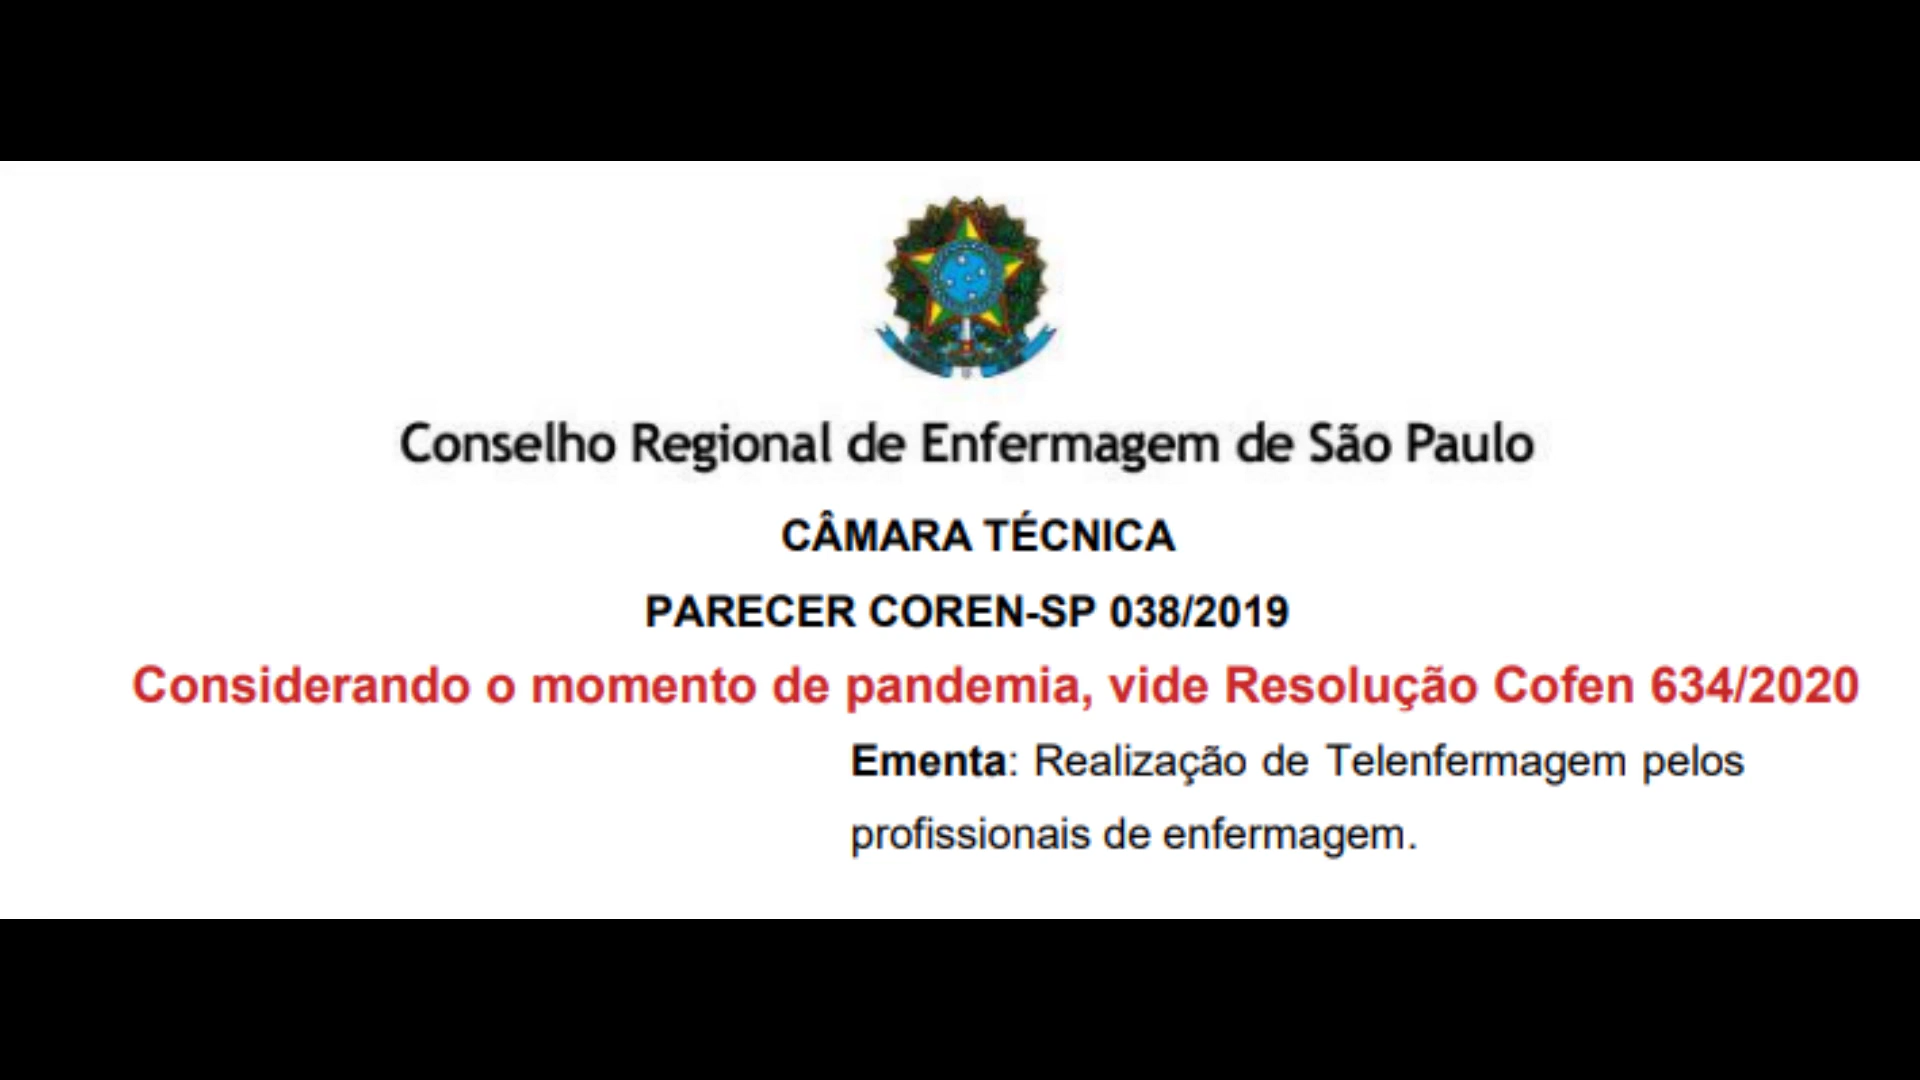 Conselho Regional de Enfermagem de São Paulo
CÂMARA TÉCNICA
PARECER COREN-SP 038/2019
Considerando o momento de pandemia, vide Resolução Cofen 634/2020
Ementa: Realização de Telenfermagem pelos
profissionais de enfermagem.